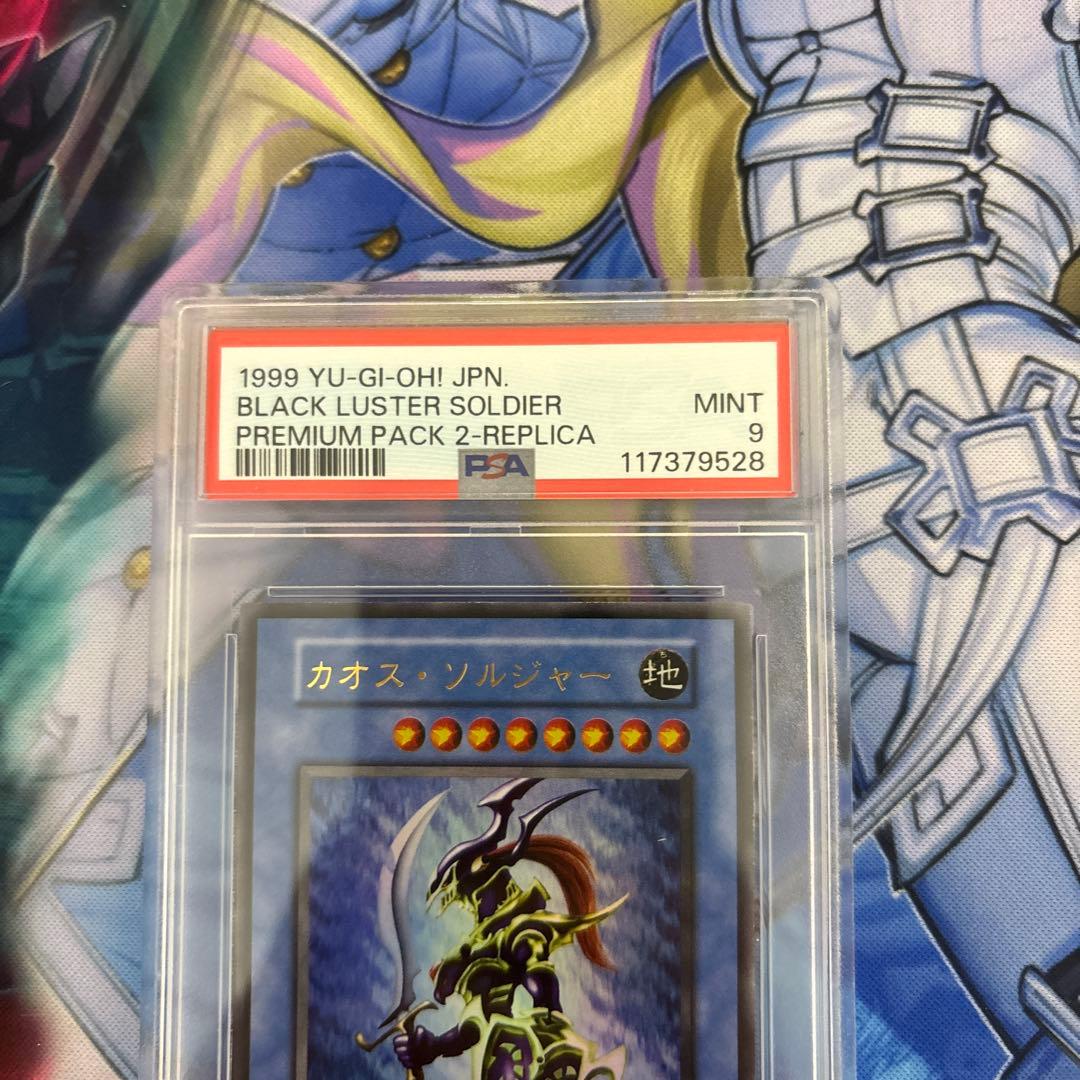 1999 YU-GI-OH! JPN.
BLACK LUSTER SOLDIER MINT
PREMIUM PACK 2-REPLICA 9
PSA 117379528
カオス・ソルジャー 地